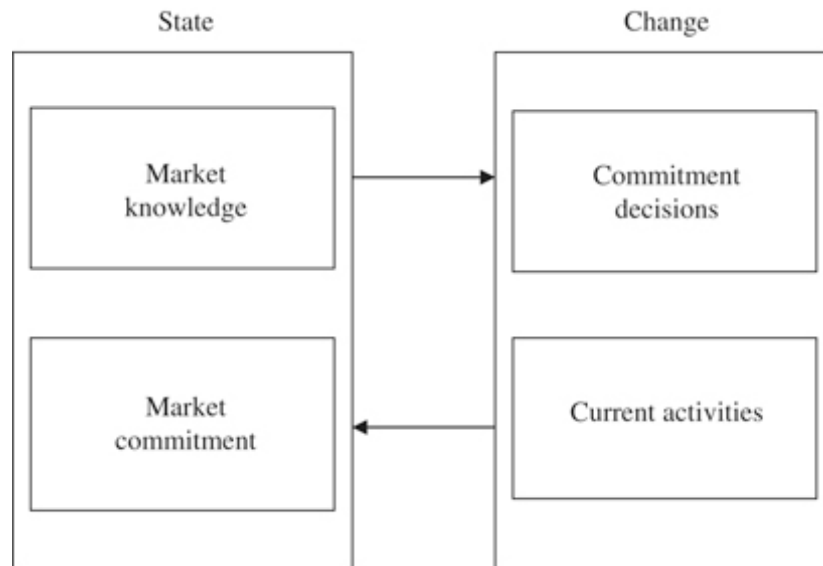 State
Change
Market
knowledge
Commitment
decisions
Market
commitment
Current activities